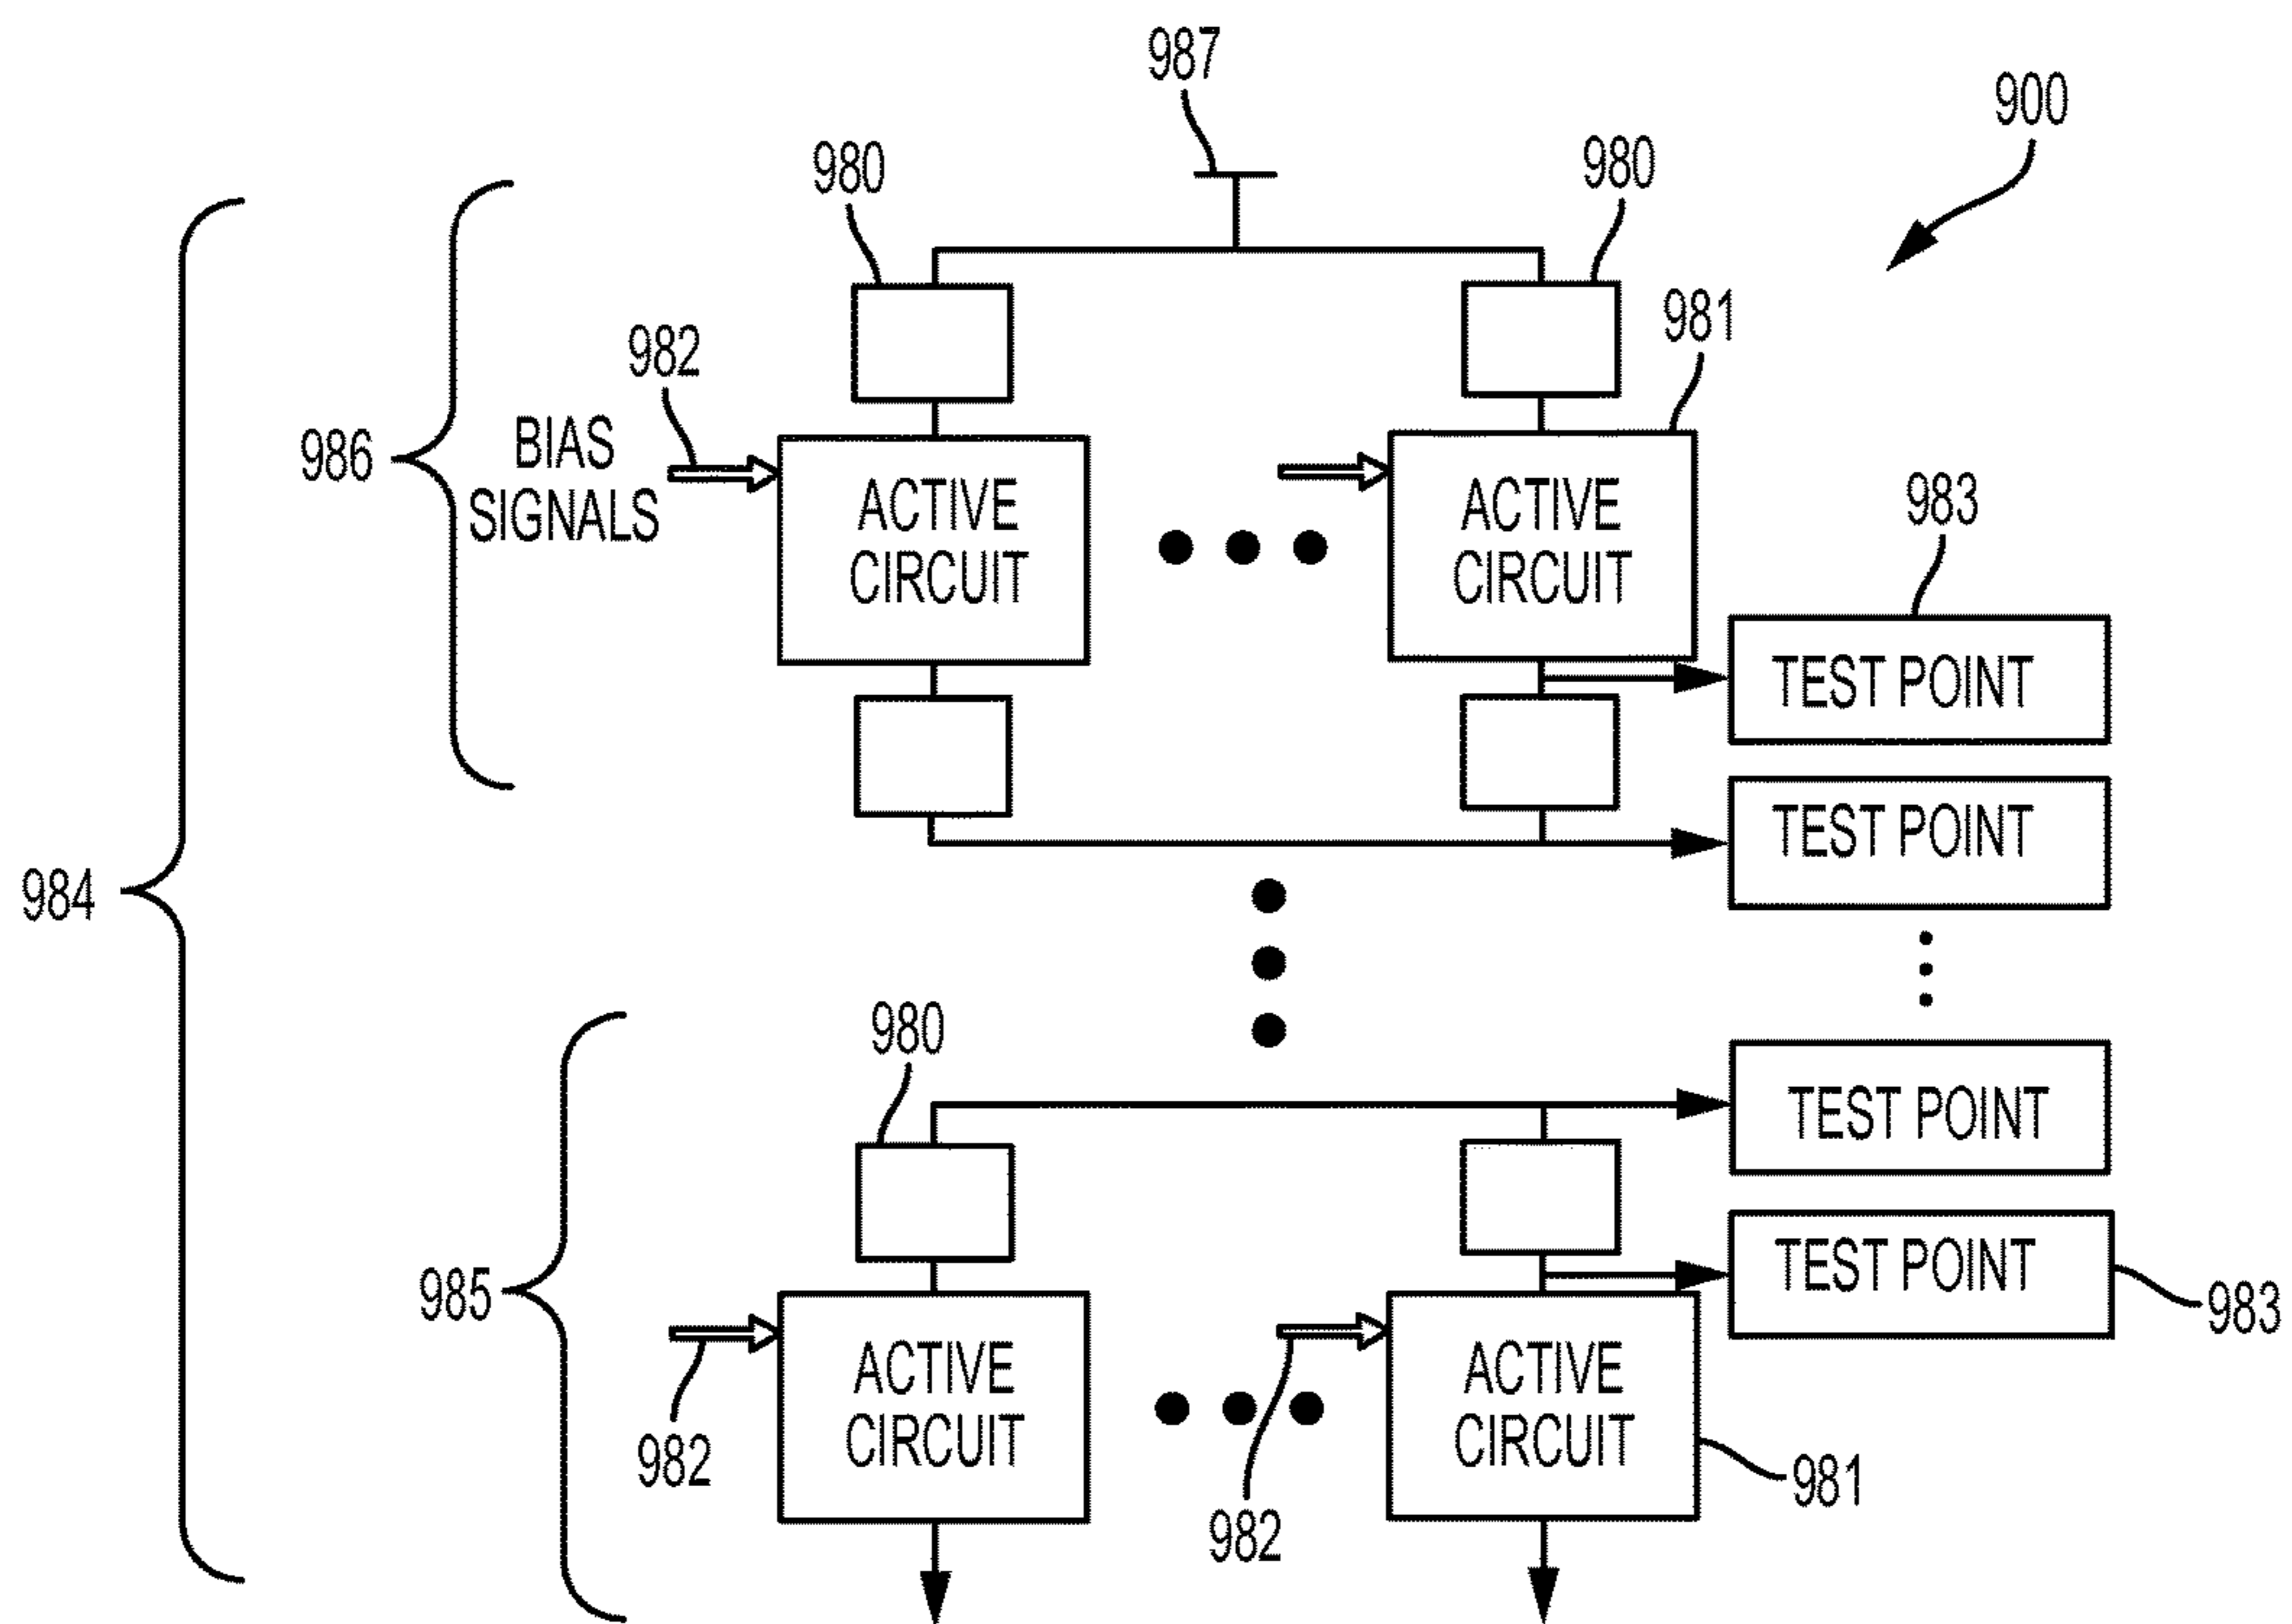 987
900
980
980
981
982
986
BIAS
SIGNALS
ACTIVE
CIRCUIT
ACTIVE
CIRCUIT
983
TEST POINT
TEST POINT
984
980
TEST POINT
985
TEST POINT
983
982
ACTIVE
CIRCUIT
982
ACTIVE
CIRCUIT
981